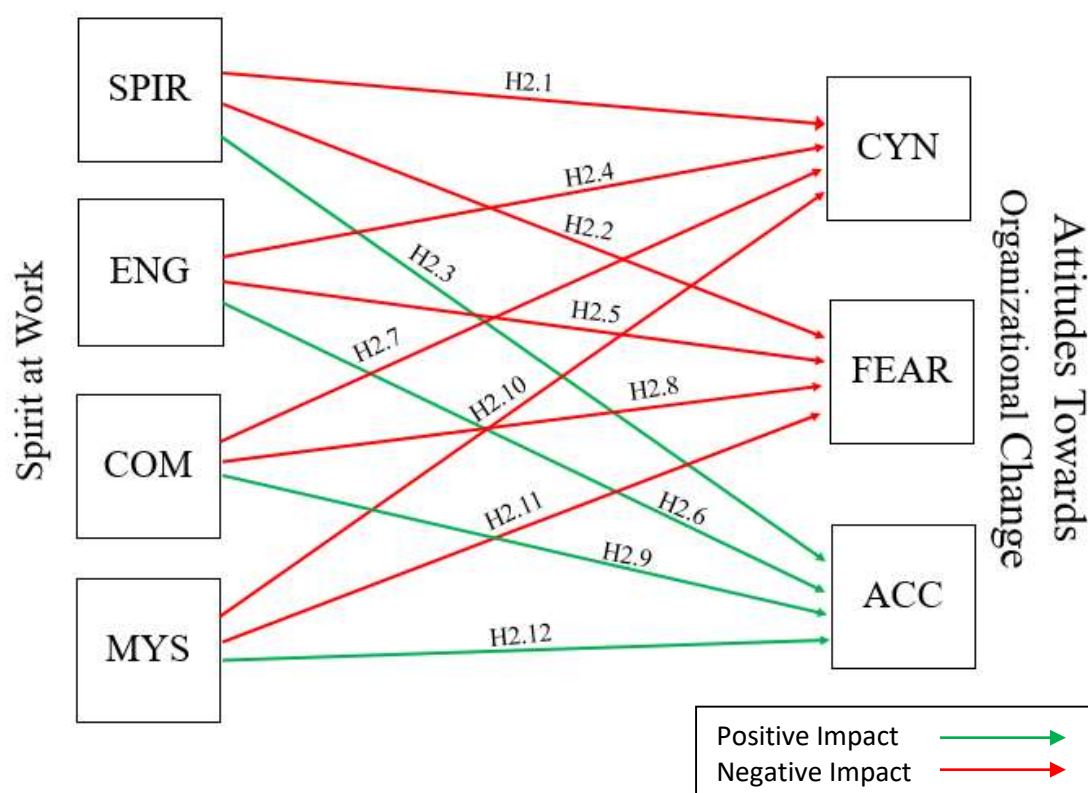 SPIR
ENG
COM
MYS
Spirit at Work
H2.1
H2.4
H2.2
H2.3
H2.5
H2.7
H2.10
H2.8
H2.11
H2.6
H2.9
H2.12
CYN
FEAR
ACC
Attitudes Towards
Organizational Change
Positive Impact
Negative Impact